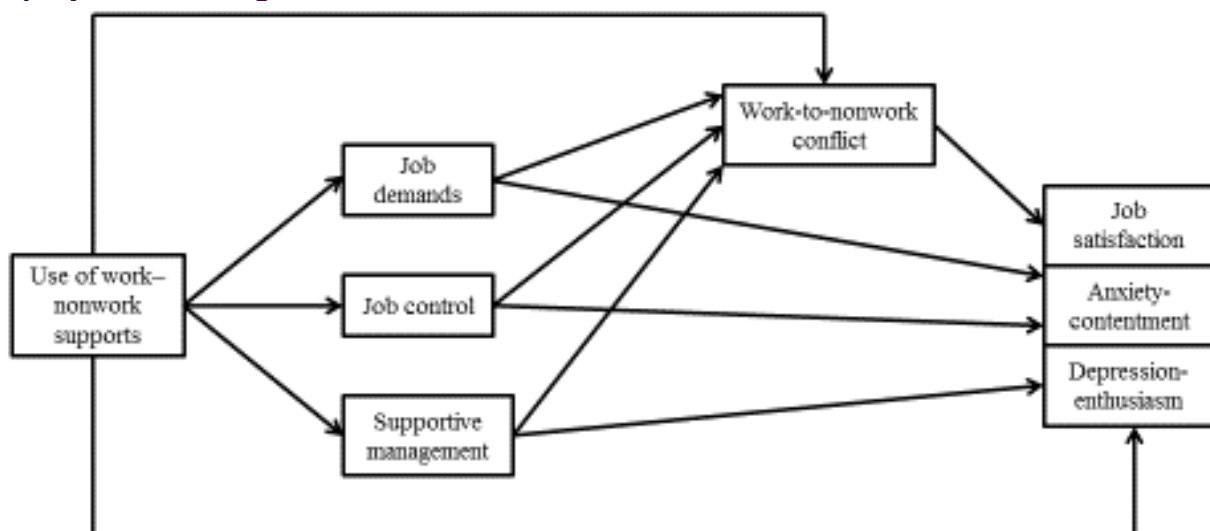 Work-to-nonwork
conflict
Job
demands
Job
satisfaction
Use of work–
nonwork
supports
Job control
Anxiety-
contentment
Depression-
enthusiasm
Supportive
management